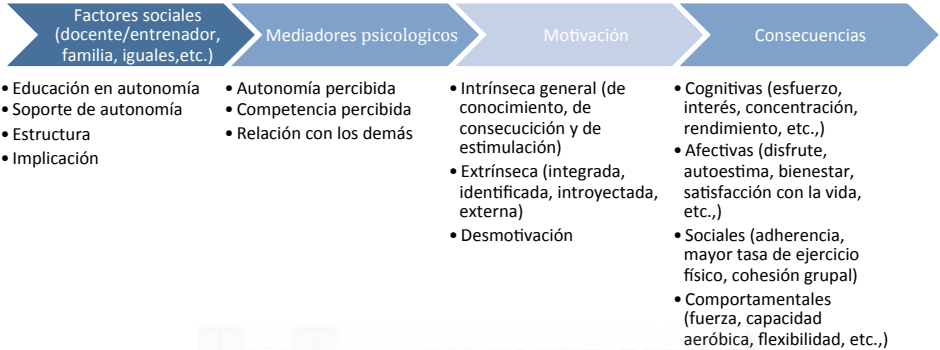 Factores sociales
(docente/entrenador,
familia, iguales,etc.)
Mediadores psicologicos
Motivación
Consecuencias
• Educación en autonomía
• Soporte de autonomía
• Estructura
• Implicación
• Autonomía percibida
• Competencia percibida
• Relación con los demás
• Intrínseca general (de
conocimiento, de
consecucición y de
estimulación)
• Extrínseca (integrada,
identificada, introyectada,
externa)
• Desmotivación
• Cognitivas (esfuerzo,
interés, concentración,
rendimiento, etc.,)
• Afectivas (disfrute,
autoestima, bienestar,
satisfacción con la vida,
etc.,)
• Sociales (adherencia,
mayor tasa de ejercicio
físico, cohesión grupal)
• Comportamentales
(fuerza, capacidad
aeróbica, flexibilidad, etc.,)